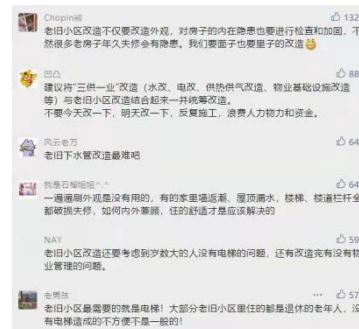 Chopin
132
老旧小区改造不仅要改造外观，对房子的内在隐患也要进行检查和加固，不
然很多老房子年久失修会有隐患。我们要面子也要里子的改造
凹凸
88
建议将“三供一业”改造（水改、电改、供热供气改造、物业基础设施改造
等）与老旧小区改造结合起来一并统筹改造。
不要今天改一下，明天改一下，反复施工，浪费人力物力和资金。
风云老万
64
老旧下水管改造最难吧
我是石榴姐姐^.^
64
一遍遍刷外观是没有用的，有的家里墙返潮、屋顶漏水，楼梯、楼道栏杆全
都破损失修，如何内外兼顾，住的舒适才是应该解决的
NAY
59
老旧小区改造还要考虑到岁数大的人没有电梯的问题，还有改造完有没有物
业管理的问题。
老男孩
57
老旧小区最需要的就是电梯！大部分老旧小区里住的都是退休的老年人，没
有电梯造成的不方便不是一般的！